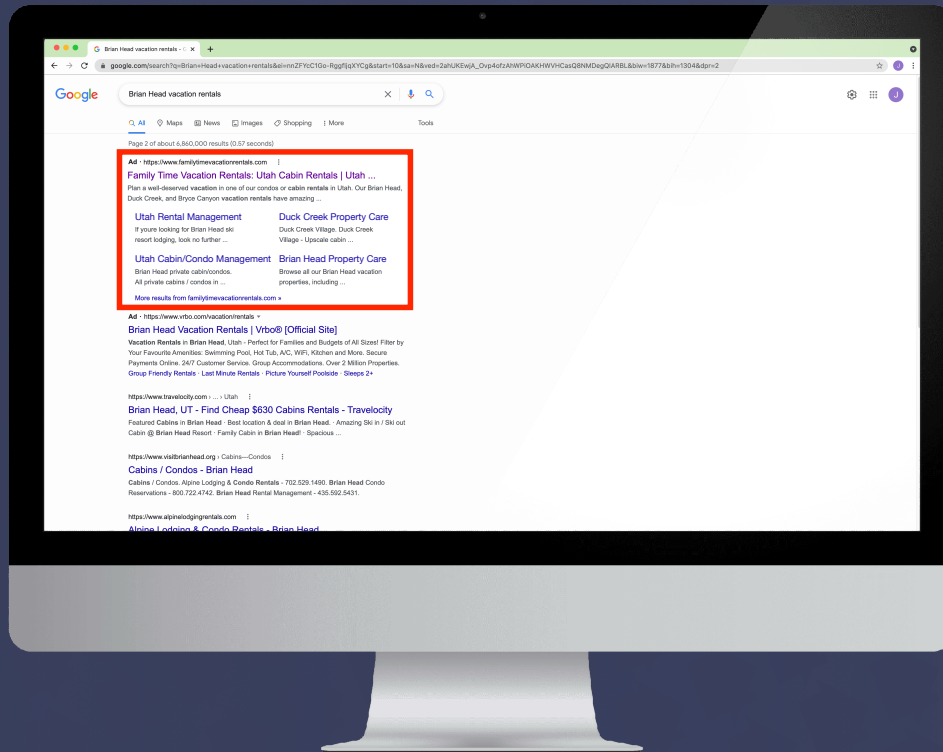 Brian Head vacation rentals - G
google.com/search?q=Brian+Head+vacation+rentals&ei=nnZFYcC1Go-RggfljqXYCg&start=10&sa=N&ved=2ahUKEwjA_Ovp4ofzAhWPlOAKHWVHCasQ8NMDegQIARBL&biw=1877&bih=1304&dpr=2
Google
Brian Head vacation rentals
All Maps News Images Shopping More Tools
J
Page 2 of about 6,860,000 results (0.57 seconds)
Ad · https://www.familytimevacationrentals.com
Family Time Vacation Rentals: Utah Cabin Rentals | Utah ...
Plan a well-deserved vacation in one of our condos or cabin rentals in Utah. Our Brian Head,
Duck Creek, and Bryce Canyon vacation rentals have amazing ...
Utah Rental Management
If youre looking for Brian Head ski
resort lodging, look no further ...
Duck Creek Property Care
Duck Creek Village. Duck Creek
Village - Upscale cabin ...
Utah Cabin/Condo Management
Brian Head private cabin/condos.
All private cabins / condos in ...
Brian Head Property Care
Browse all our Brian Head vacation
properties, including ...
More results from familytimevacationrentals.com »
Ad · https://www.vrbo.com/vacation/rentals
Brian Head Vacation Rentals | Vrbo® [Official Site]
Vacation Rentals in Brian Head, Utah - Perfect for Families and Budgets of All Sizes! Filter by
Your Favourite Amenities: Swimming Pool, Hot Tub, A/C, WiFi, Kitchen and More. Secure
Payments Online. 24/7 Customer Service. Group Accommodations. Over 2 Million Properties.
Group Friendly Rentals · Last Minute Rentals · Picture Yourself Poolside · Sleeps 2+
https://www.travelocity.com › ... › Utah
Brian Head, UT - Find Cheap $630 Cabins Rentals - Travelocity
Featured Cabins in Brian Head · Best location & deal in Brian Head. · Amazing Ski in / Ski out
Cabin @ Brian Head Resort · Family Cabin in Brian Head! · Spacious ...
https://www.visitbrianhead.org › Cabins—Condos
Cabins / Condos - Brian Head
Cabins / Condos. Alpine Lodging & Condo Rentals - 702.529.1490. Brian Head Condo
Reservations - 800.722.4742. Brian Head Rental Management - 435.592.5431.
https://www.alpinelodgingrentals.com
Alpine Lodging & Condo Rentals - Brian Head